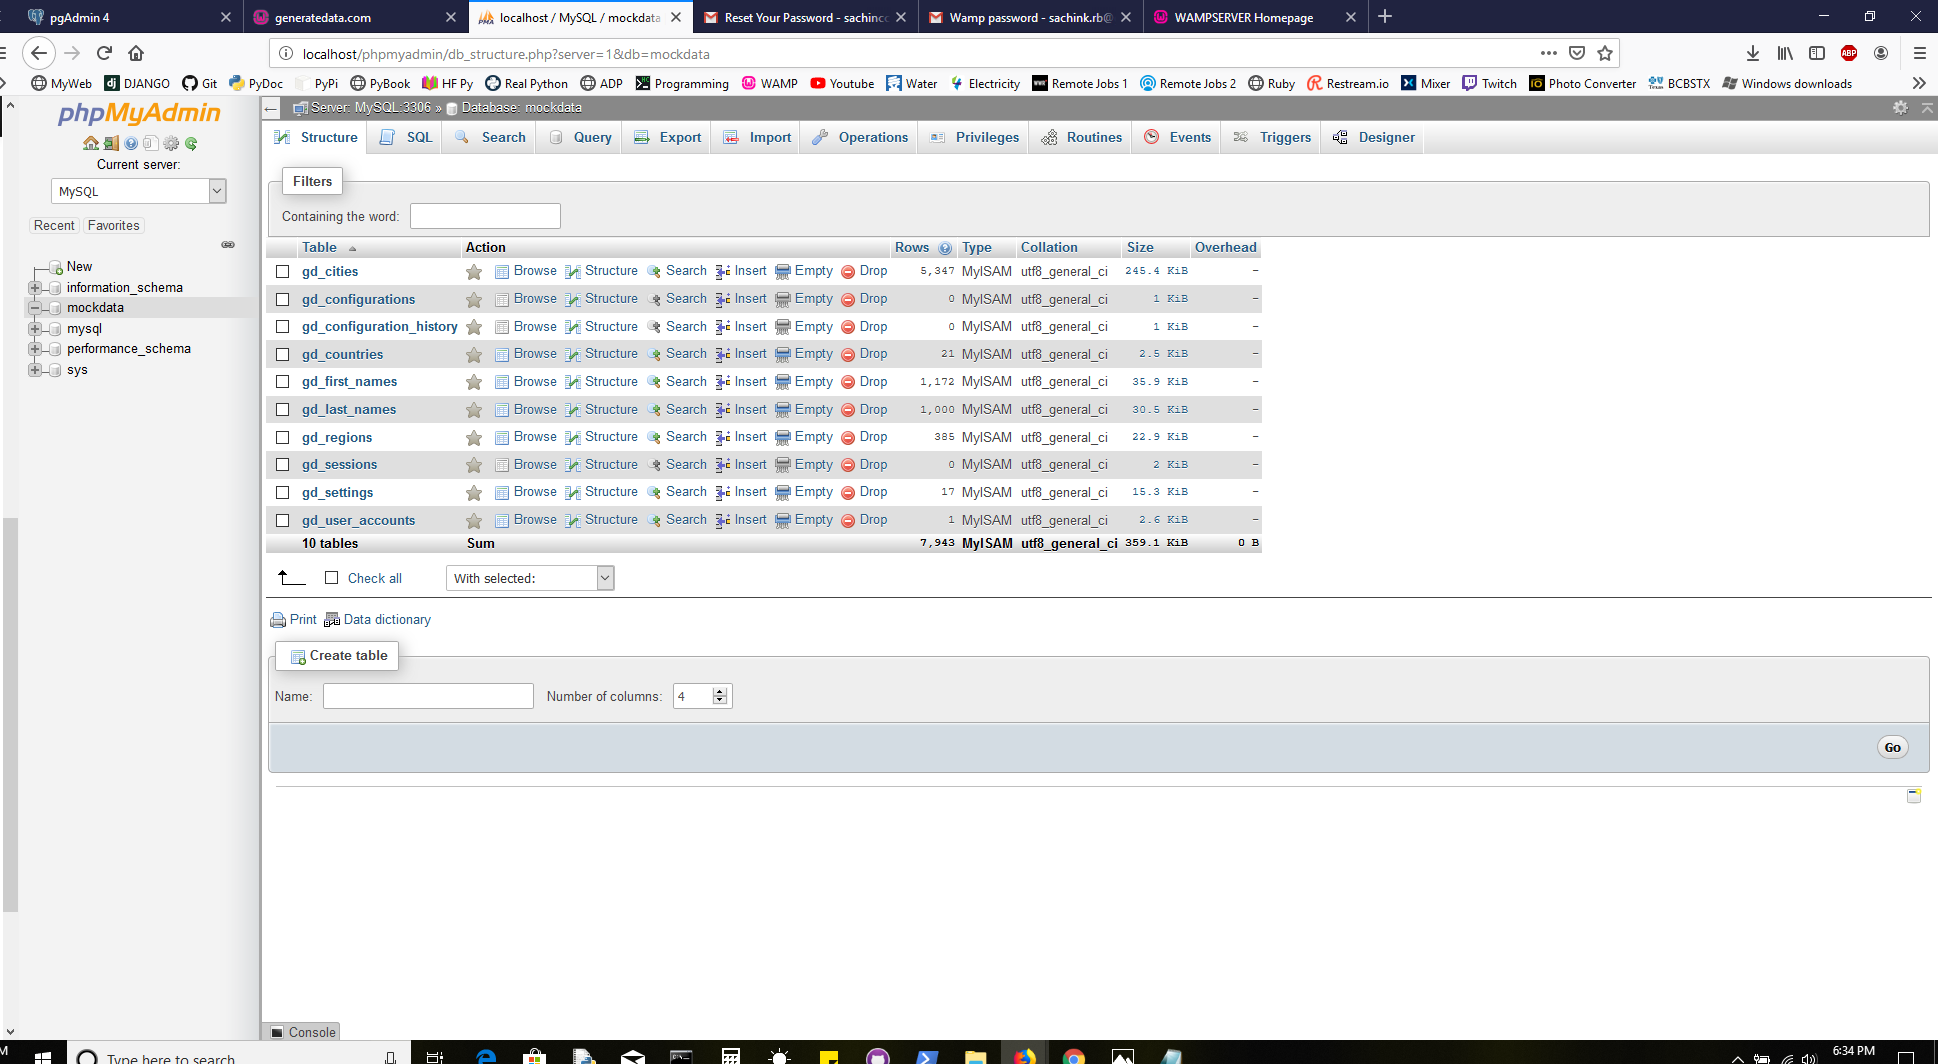 pgAdmin 4
generatedata.com
localhost / MySQL / mockdata
Reset Your Password - sachinc
Wamp password - sachink.rb@
WAMPSERVER Homepage
localhost/phpmyadmin/db_structure.php?server=1&db=mockdata
ABP
MyWeb DJANGO Git PyDoc PyPi PyBook HF Py Real Python ADP Programming WAMP Youtube Water Electricity Remote Jobs 1 Remote Jobs 2 Ruby Restream.io Mixer Twitch Photo Converter BCBSTX Windows downloads
phpMyAdmin
Current server:
MySQL
Recent Favorites
New
information_schema
mockdata
mysql
performance_schema
sys
Server: MySQL:3306 » Database: mockdata
Structure SQL Search Query Export Import Operations Privileges Routines Events Triggers Designer
Filters
Containing the word:
Table Action Rows Type Collation Size Overhead
gd_cities Browse Structure Search Insert Empty Drop 5,347 MyISAM utf8_general_ci 245.4 KiB -
gd_configurations Browse Structure Search Insert Empty Drop 0 MyISAM utf8_general_ci 1 KiB -
gd_configuration_history Browse Structure Search Insert Empty Drop 0 MyISAM utf8_general_ci 1 KiB -
gd_countries Browse Structure Search Insert Empty Drop 21 MyISAM utf8_general_ci 2.5 KiB -
gd_first_names Browse Structure Search Insert Empty Drop 1,172 MyISAM utf8_general_ci 35.9 KiB -
gd_last_names Browse Structure Search Insert Empty Drop 1,000 MyISAM utf8_general_ci 30.5 KiB -
gd_regions Browse Structure Search Insert Empty Drop 385 MyISAM utf8_general_ci 22.9 KiB -
gd_sessions Browse Structure Search Insert Empty Drop 0 MyISAM utf8_general_ci 2 KiB -
gd_settings Browse Structure Search Insert Empty Drop 17 MyISAM utf8_general_ci 15.3 KiB -
gd_user_accounts Browse Structure Search Insert Empty Drop 1 MyISAM utf8_general_ci 2.6 KiB -
10 tables Sum 7,943 MyISAM utf8_general_ci 359.1 KiB 0 B
Check all With selected:
Print Data dictionary
Create table
Name: Number of columns: 4
Go
Console
Type here to search
6:34 PM